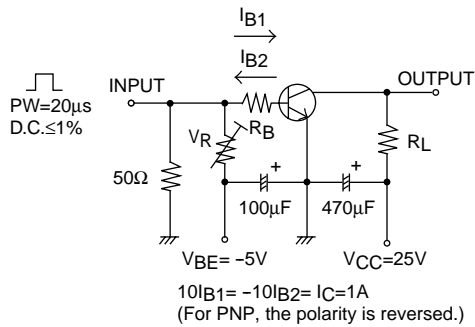 IB1
IB2
INPUT
OUTPUT
PW=20μs
D.C.≤1%
VR
RB
RL
50Ω
+
+
100μF
470μF
VBE= –5V
VCC=25V
10IB1= –10IB2= IC=1A
(For PNP, the polarity is reversed.)